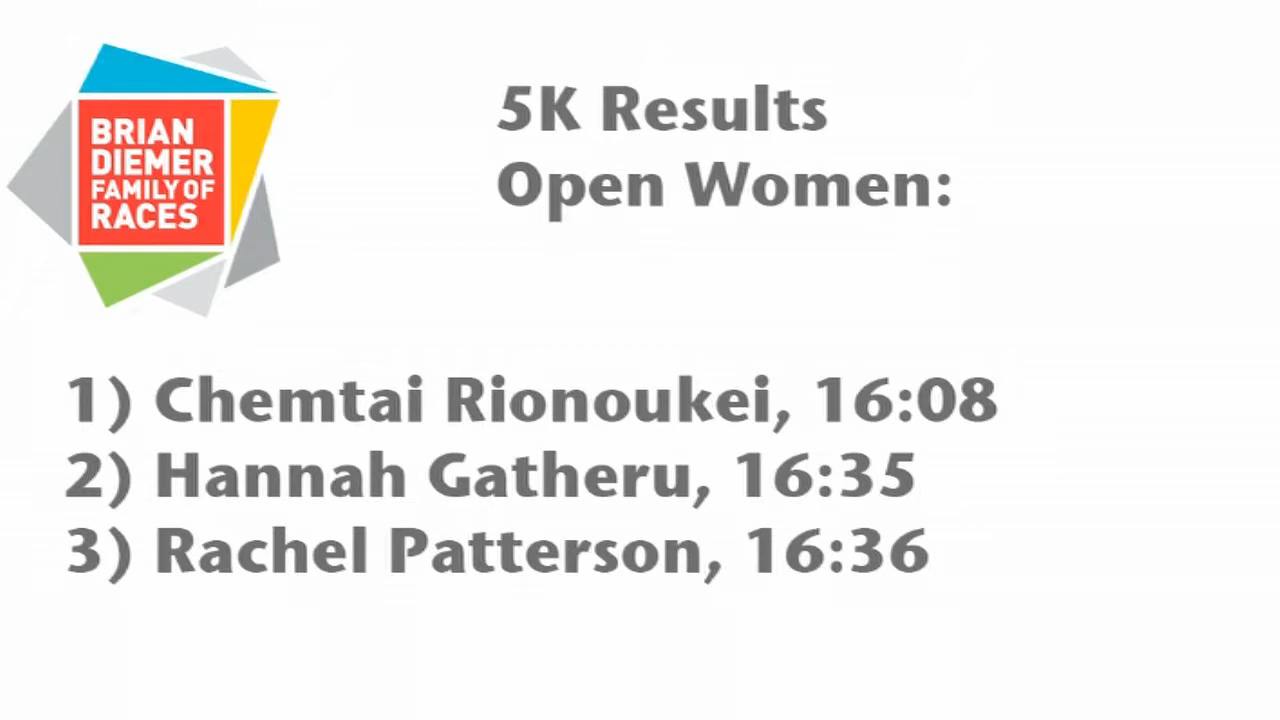 BRIAN
DIEMER
FAMILY OF
RACES
5K Results
Open Women:
1) Chemtai Rionoukei, 16:08
2) Hannah Gatheru, 16:35
3) Rachel Patterson, 16:36